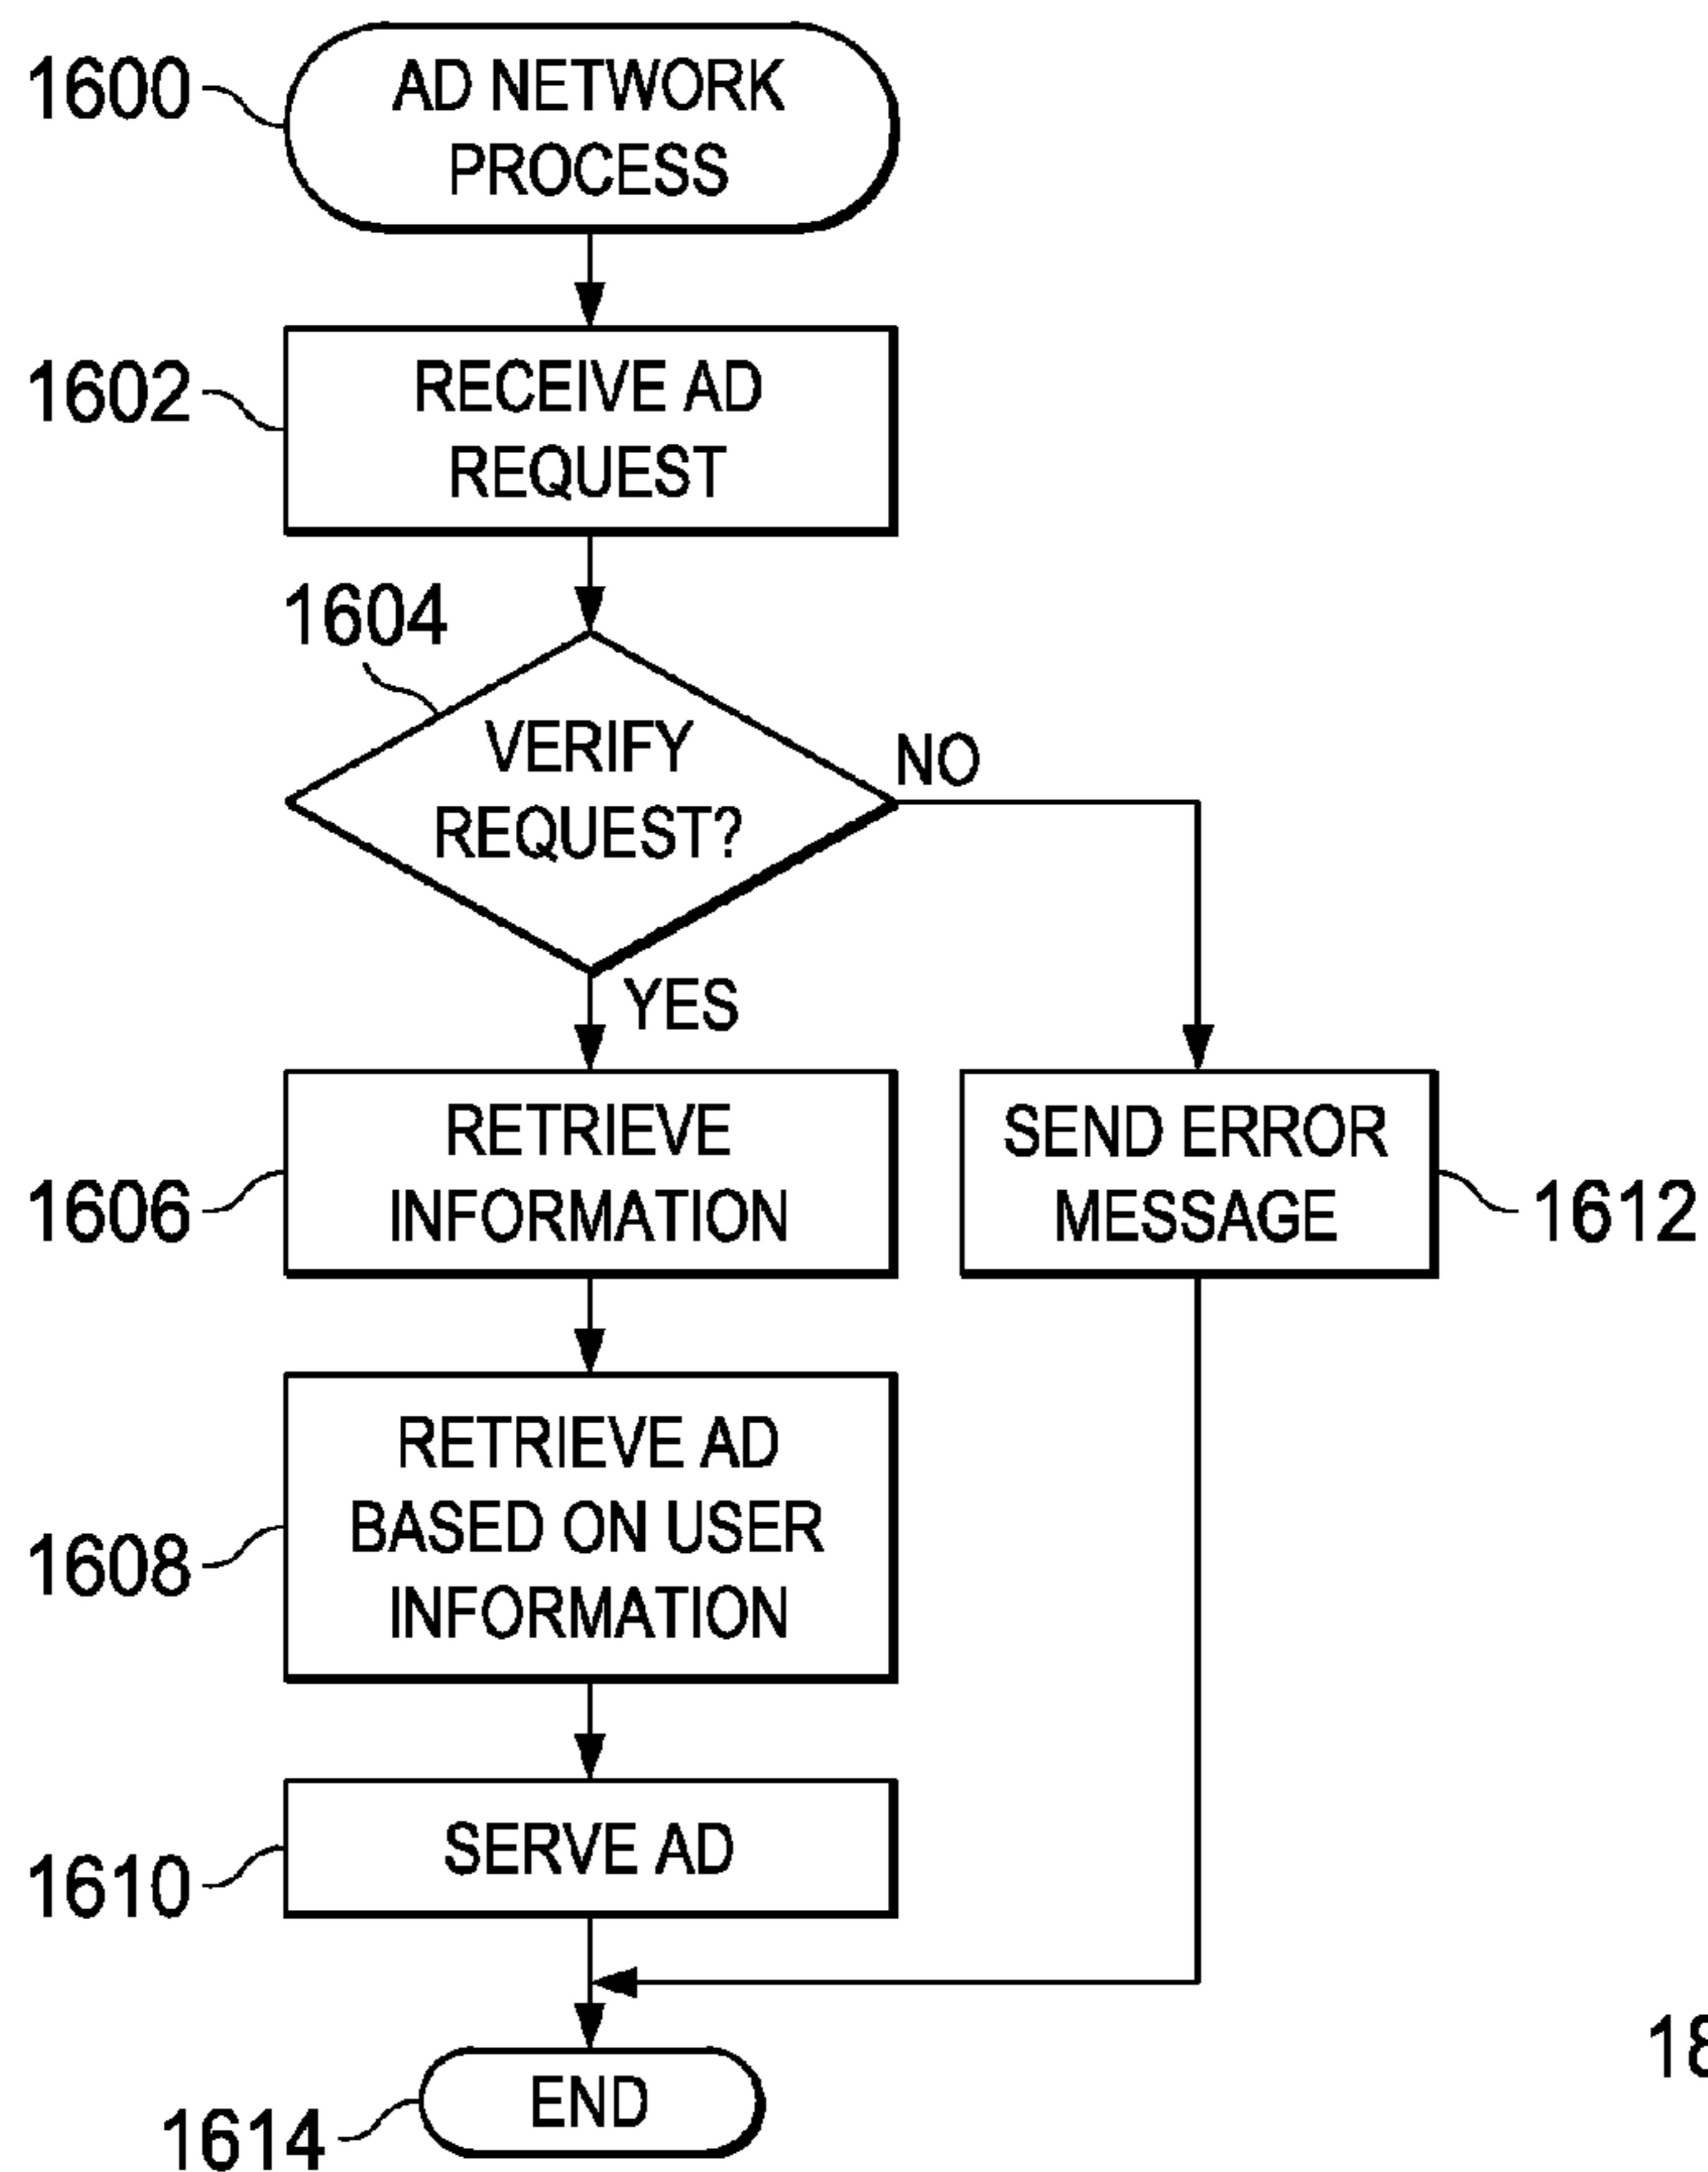 1600
AD NETWORK
PROCESS
1602
RECEIVE AD
REQUEST
1604
VERIFY
REQUEST?
NO
YES
RETRIEVE
INFORMATION
1606
SEND ERROR
MESSAGE
1612
RETRIEVE AD
BASED ON USER
INFORMATION
1608
SERVE AD
1610
END
1614